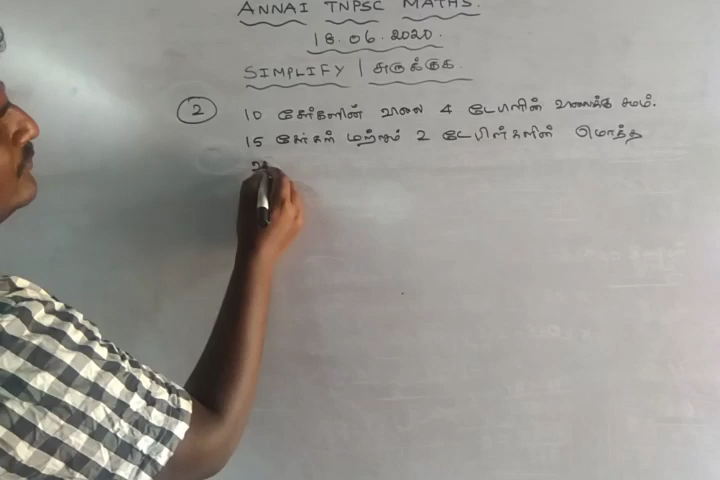 ANNAI TNPSC MATHS.
18.06.2020.
SIMPLIFY | சுருக்குக.
2 10 சேர்களின் விலை 4 டேபிளின் விலைக்கு சமம்.
15 சேர்கள் மற்றும் 2 டேபிள்களின் மொத்த